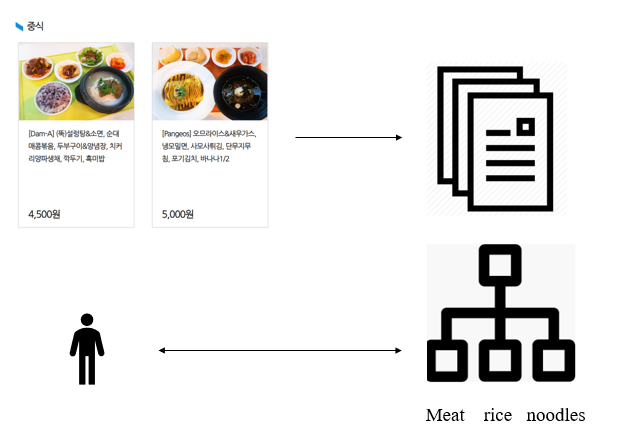 중식
[Dam-A] (뚝)설렁탕&소면, 순대
매콤볶음, 두부구이&양념장, 치커
리양파생채, 깍두기, 흑미밥
4,500원
[Pangeos] 오므라이스&새우가스,
냉모밀면, 사모사튀김, 단무지무
침, 포기김치, 바나나1/2
5,000원
Meat rice noodles